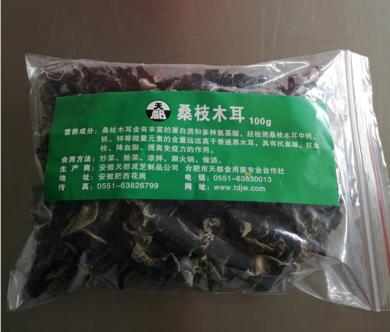 天都
桑枝木耳 100g
营养成分：桑枝木耳含有丰富的蛋白质和多种氨基酸，经检测桑枝木耳中钙、
铁、锌等微量元素的含量远远高于普通黑木耳，具有抗血脂、抗血
栓、降血脂、提高免疫力的作用。
食用方法：炒菜、烩菜、凉拌、涮火锅、做汤。
生产商：安徽天都灵芝制品公司 合肥市天都食用菌专业合作社
地址：安徽肥西花岗 电话：0551-63830013
传真：0551-63826799 网址：www.tdjw.com